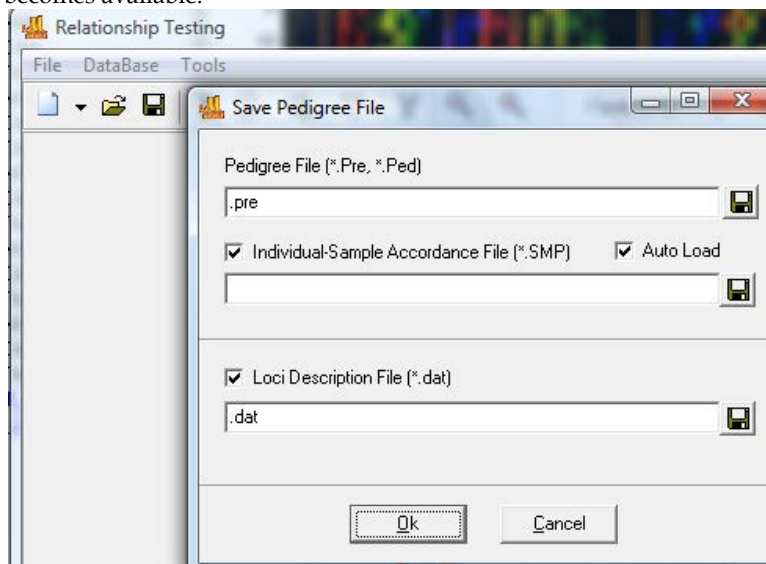 becomes available.
Relationship Testing
File DataBase Tools
Save Pedigree File
Pedigree File (*.Pre, *.Ped)
.pre
Individual-Sample Accordance File (*.SMP) Auto Load
Loci Description File (*.dat)
.dat
Ok Cancel